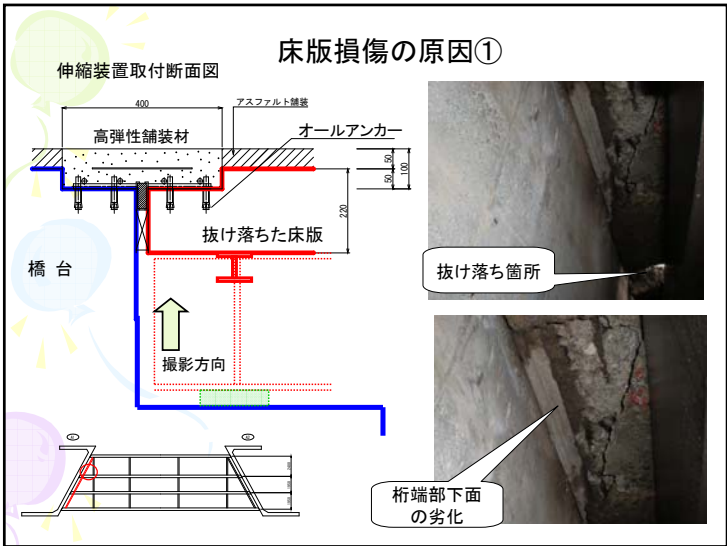 床版損傷の原因①
伸縮装置取付断面図
400
アスファルト舗装
高弾性舗装材
オールアンカー
50
50
100
220
抜け落ちた床版
橋 台
撮影方向
抜け落ち箇所
桁端部下面
の劣化